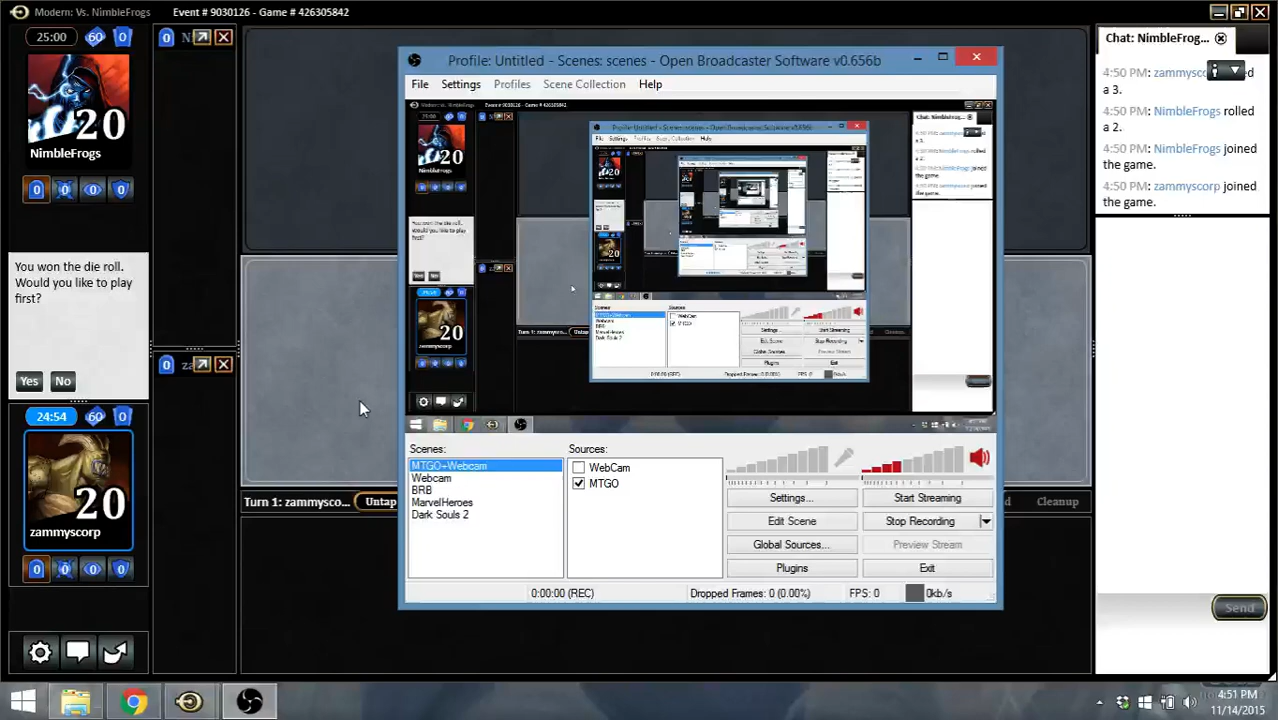 Modern: Vs. NimbleFrogs
Event # 9030126 - Game # 426305842
25:00
60
0
20
NimbleFrogs
0
0
0
You won the die roll.
Would you like to play
first?
Yes
No
24:54
60
0
20
zammyscorp
0
0
0
0
0
Turn 1: zammysco...
Untap
Cleanup
Profile: Untitled - Scenes: scenes - Open Broadcaster Software v0.656b
File
Settings
Profiles
Scene Collection
Help
Scenes:
MTGO+Webcam
Webcam
BRB
MarvelHeroes
Dark Souls 2
Sources:
WebCam
MTGO
Settings...
Start Streaming
Edit Scene
Stop Recording
Global Sources...
Preview Stream
Plugins
Exit
0:00:00 (REC)
Dropped Frames: 0 (0.00%)
FPS: 0
0kb/s
Chat: NimbleFrog...
4:50 PM:
a 3.
4:50 PM: NimbleFrogs rolled
a 2.
4:50 PM: NimbleFrogs joined
the game.
4:50 PM: zammyscorp joined
the game.
Send
4:51 PM
11/14/2015